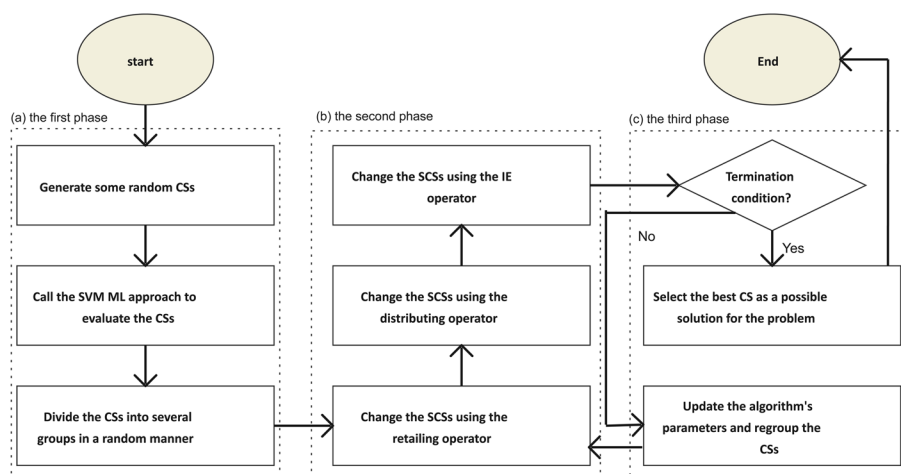 start
End
(a) the first phase
(b) the second phase
(c) the third phase
Generate some random CSs
Call the SVM ML approach to
evaluate the CSs
Divide the CSs into several
groups in a random manner
Change the SCSs using the IE
operator
Change the SCSs using the
distributing operator
Change the SCSs using the
retailing operator
Termination
condition?
No
Yes
Select the best CS as a possible
solution for the problem
Update the algorithm's
parameters and regroup the
CSs